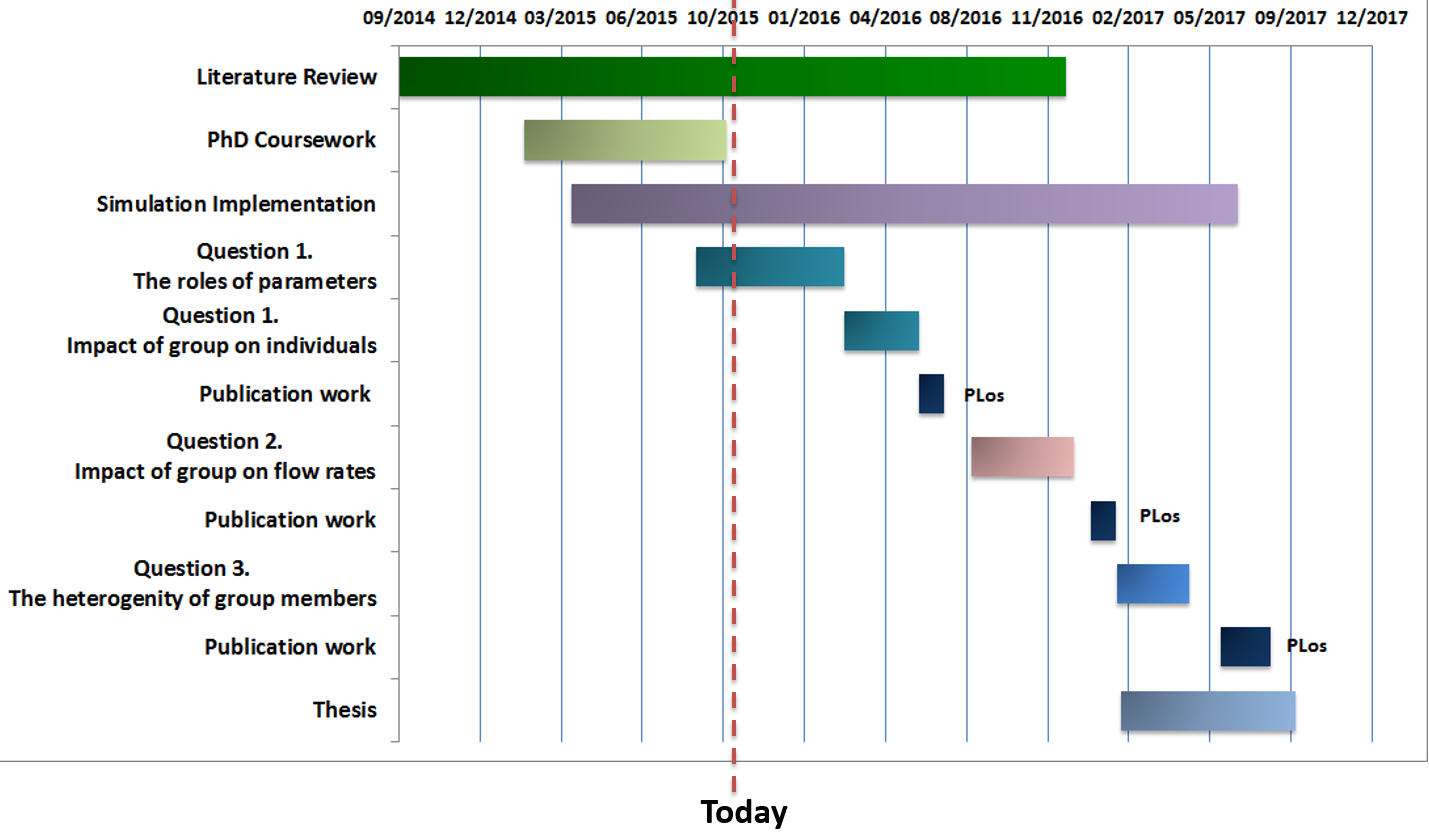 09/2014 12/2014 03/2015 06/2015 10/2015 01/2016 04/2016 08/2016 11/2016 02/2017 05/2017 09/2017 12/2017
Literature Review
PhD Coursework
Simulation Implementation
Question 1.
The roles of parameters
Question 1.
Impact of group on individuals
Publication work PLos
Question 2.
Impact of group on flow rates
Publication work PLos
Question 3.
The heterogenity of group members
Publication work PLos
Thesis
Today